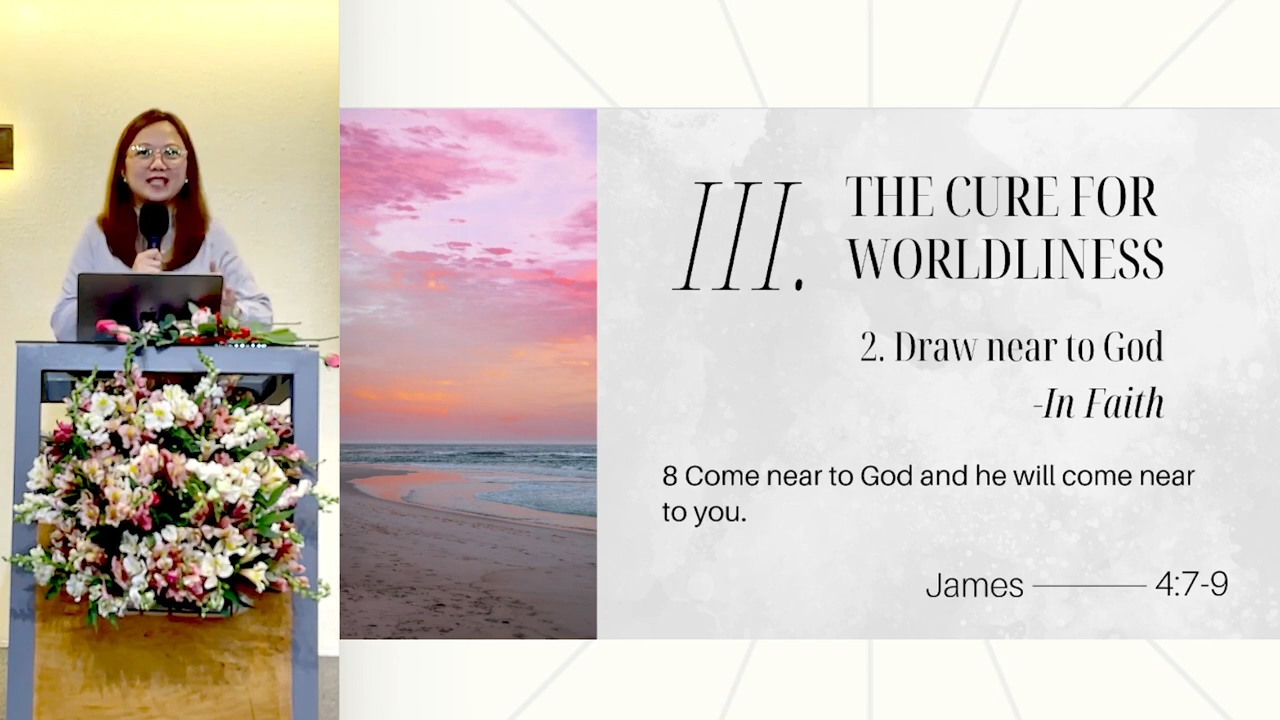 III.
THE CURE FOR
WORLDLINESS
2. Draw near to God
-In Faith
8 Come near to God and he will come near
to you.
James 4:7-9